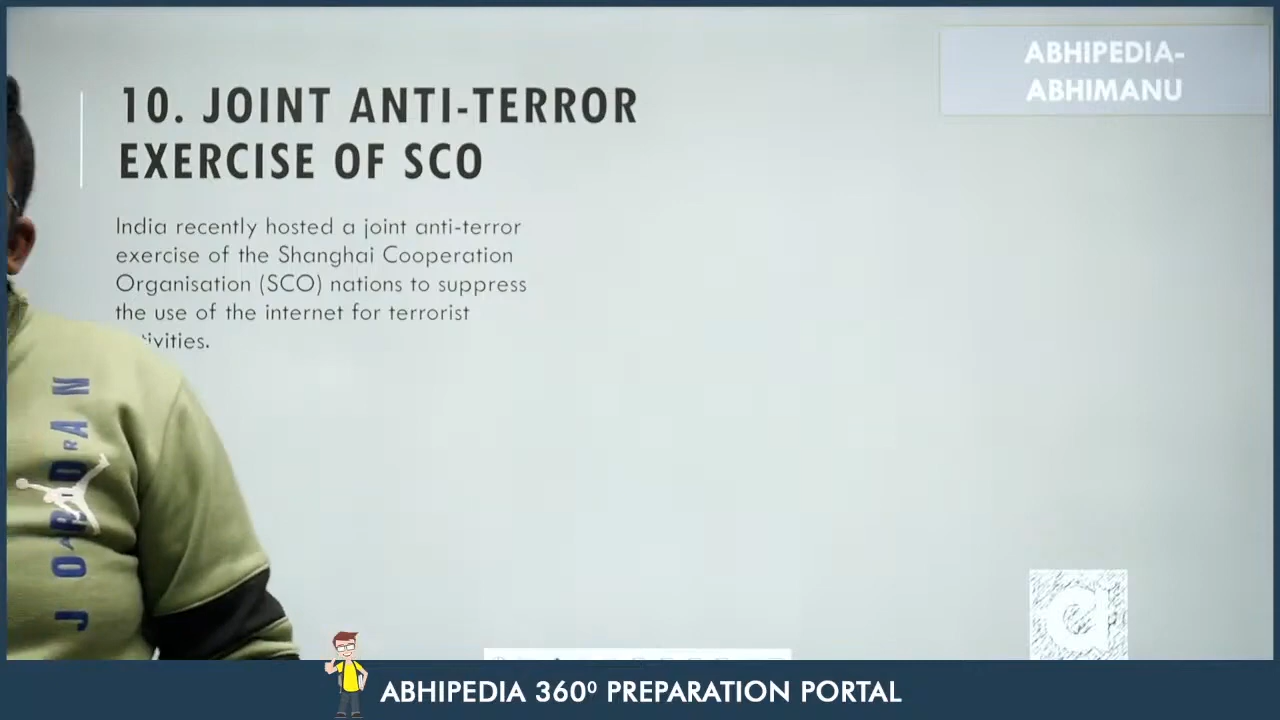 ABHIPEDIA-
ABHIMANU
10. JOINT ANTI-TERROR
EXERCISE OF SCO
India recently hosted a joint anti-terror
exercise of the Shanghai Cooperation
Organisation (SCO) nations to suppress
the use of the internet for terrorist
tivities.
JORDAN
ABHIPEDIA 360⁰ PREPARATION PORTAL